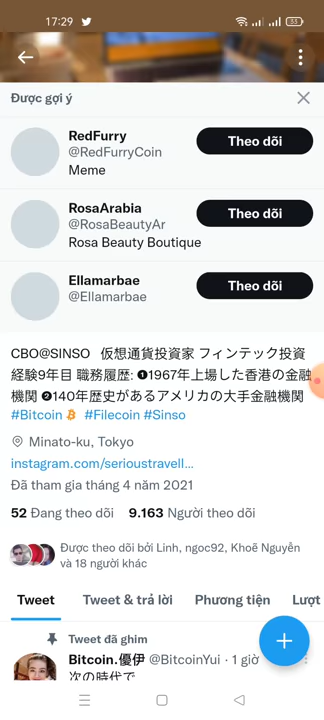 17:29
53
Được gợi ý
RedFurry
@RedFurryCoin
Meme
Theo dõi
RosaArabia
@RosaBeautyAr
Rosa Beauty Boutique
Theo dõi
Ellamarbae
@Ellamarbae
Theo dõi
CBO@SINSO 仮想通貨投資家 フィンテック投資
経験9年目 職務履歴: ❶1967年上場した香港の金融
機関 ❷140年歴史があるアメリカの大手金融機関
#Bitcoin #Filecoin #Sinso
Minato-ku, Tokyo
instagram.com/serioustravell...
Đã tham gia tháng 4 năm 2021
52 Đang theo dõi 9.163 Người theo dõi
Được theo dõi bởi Linh, ngoc92, Khoē Nguyễn
và 18 người khác
Tweet Tweet & trả lời Phương tiện Lượt
Tweet đã ghim
Bitcoin.優伊 @BitcoinYui · 1 giờ
次の時代で